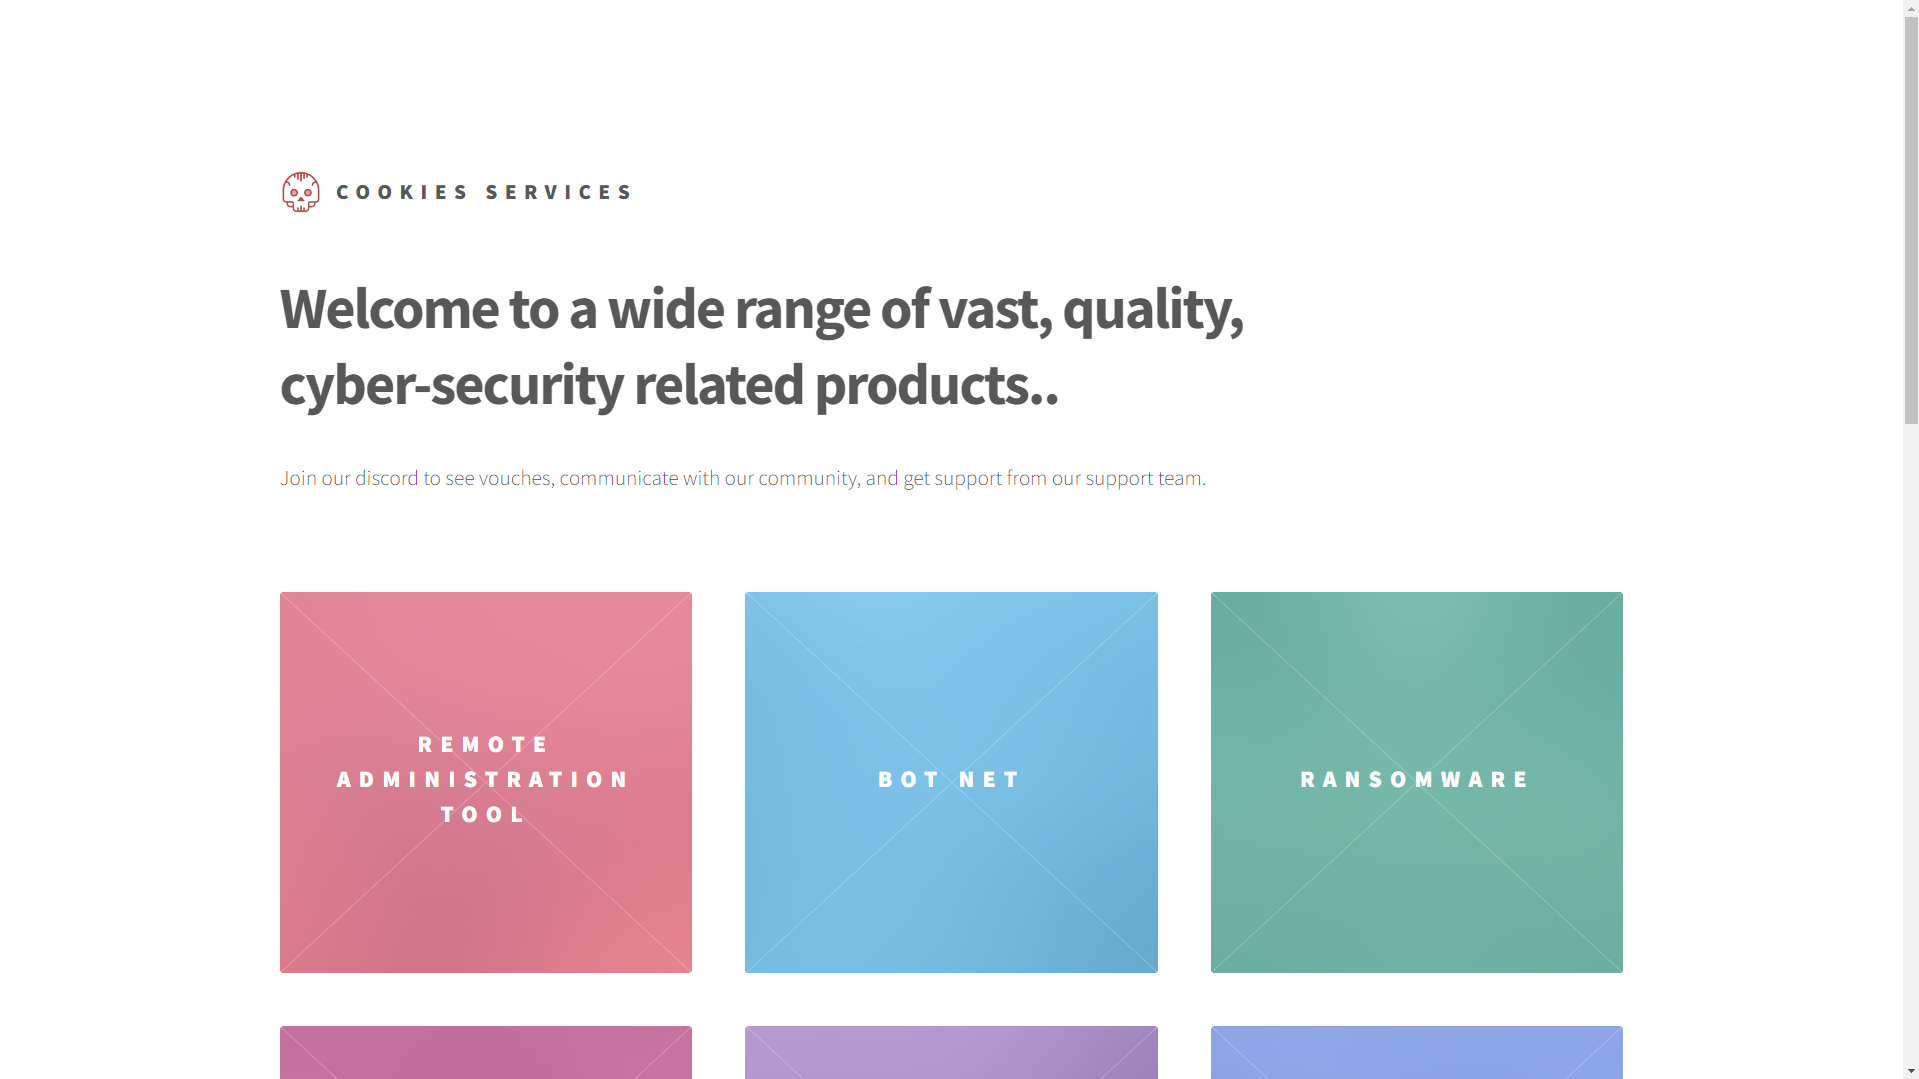 COOKIES SERVICES
Welcome to a wide range of vast, quality,
cyber-security related products..
Join our discord to see vouches, communicate with our community, and get support from our support team.
REMOTE
ADMINISTRATION
TOOL
BOT NET
RANSOMWARE